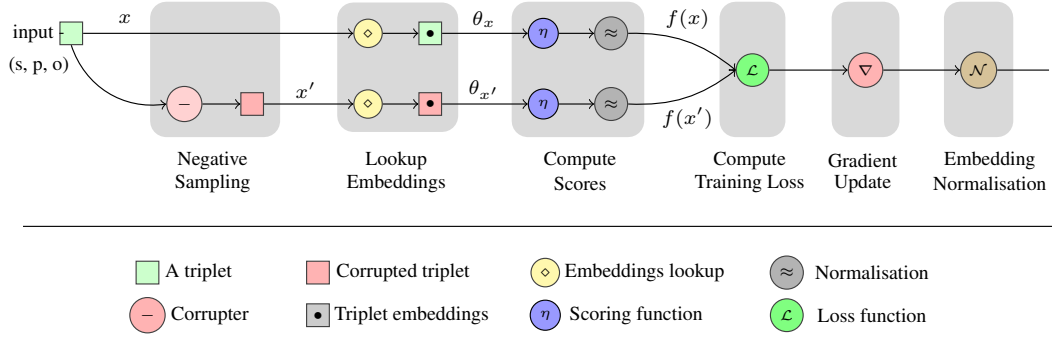 x θₓ f(x)
input η ≈
(s, p, o) ℒ ∇ 𝒩
− x′ θₓ′ η ≈
f(x′)
Negative Sampling
Lookup Embeddings
Compute Scores
Compute Training Loss
Gradient Update
Embedding Normalisation
A triplet
Corrupted triplet
Embeddings lookup
≈ Normalisation
− Corrupter
Triplet embeddings
η Scoring function
ℒ Loss function